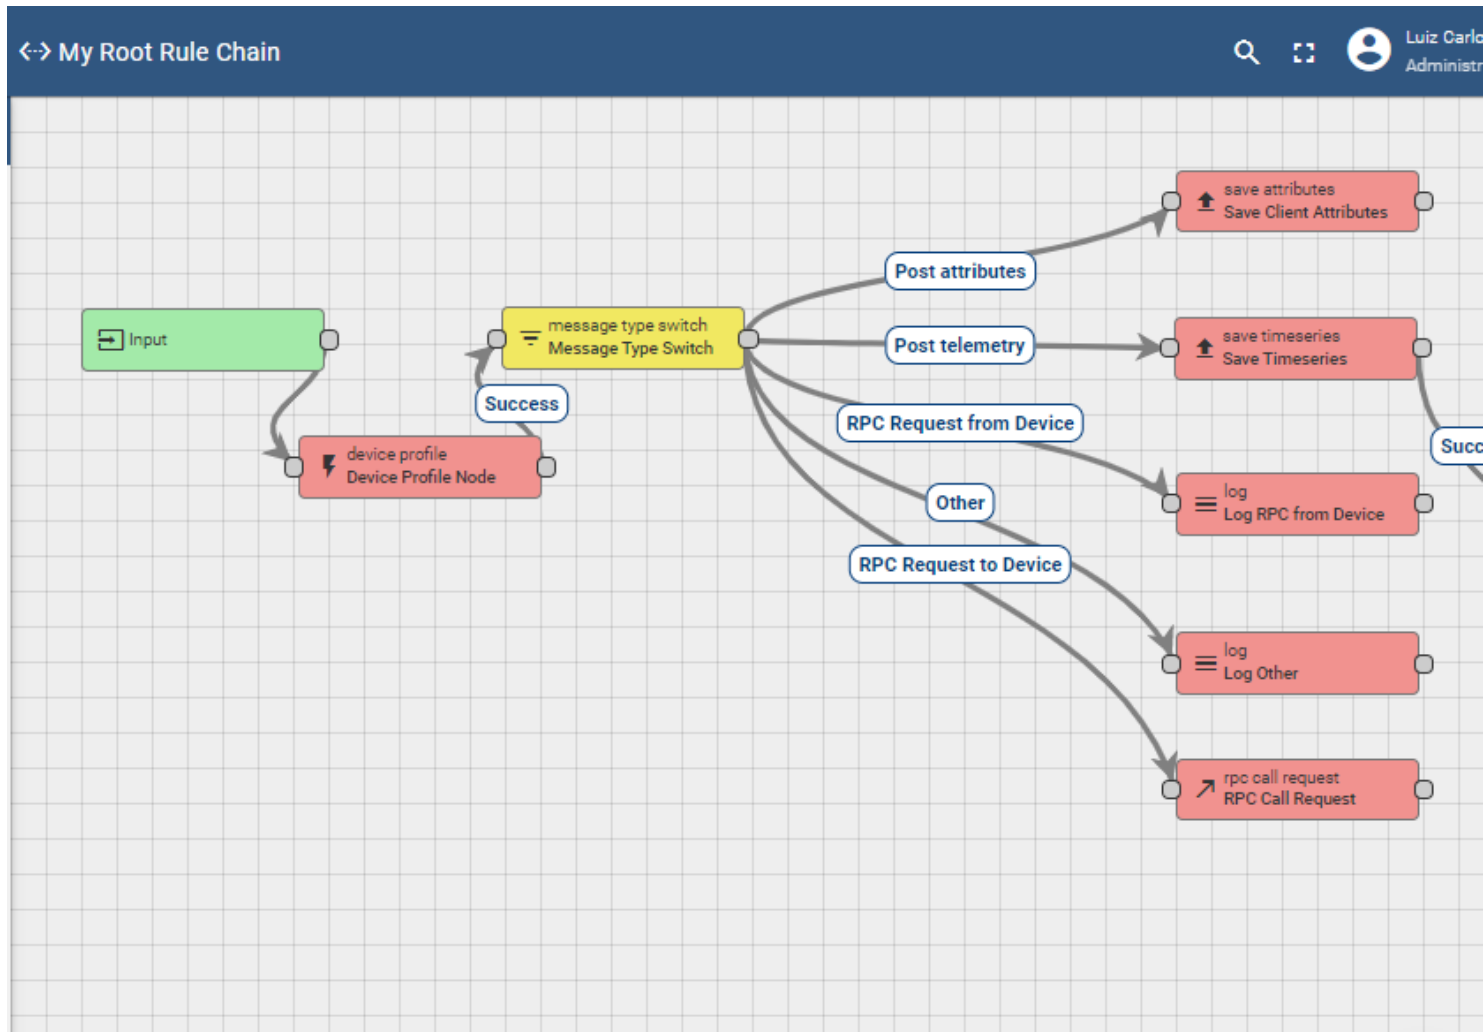 My Root Rule Chain
Luiz Carlo
Administr
save attributes
Save Client Attributes
Post attributes
Input
message type switch
Message Type Switch
Post telemetry
save timeseries
Save Timeseries
Success
RPC Request from Device
Succ
device profile
Device Profile Node
Other
log
Log RPC from Device
RPC Request to Device
log
Log Other
rpc call request
RPC Call Request